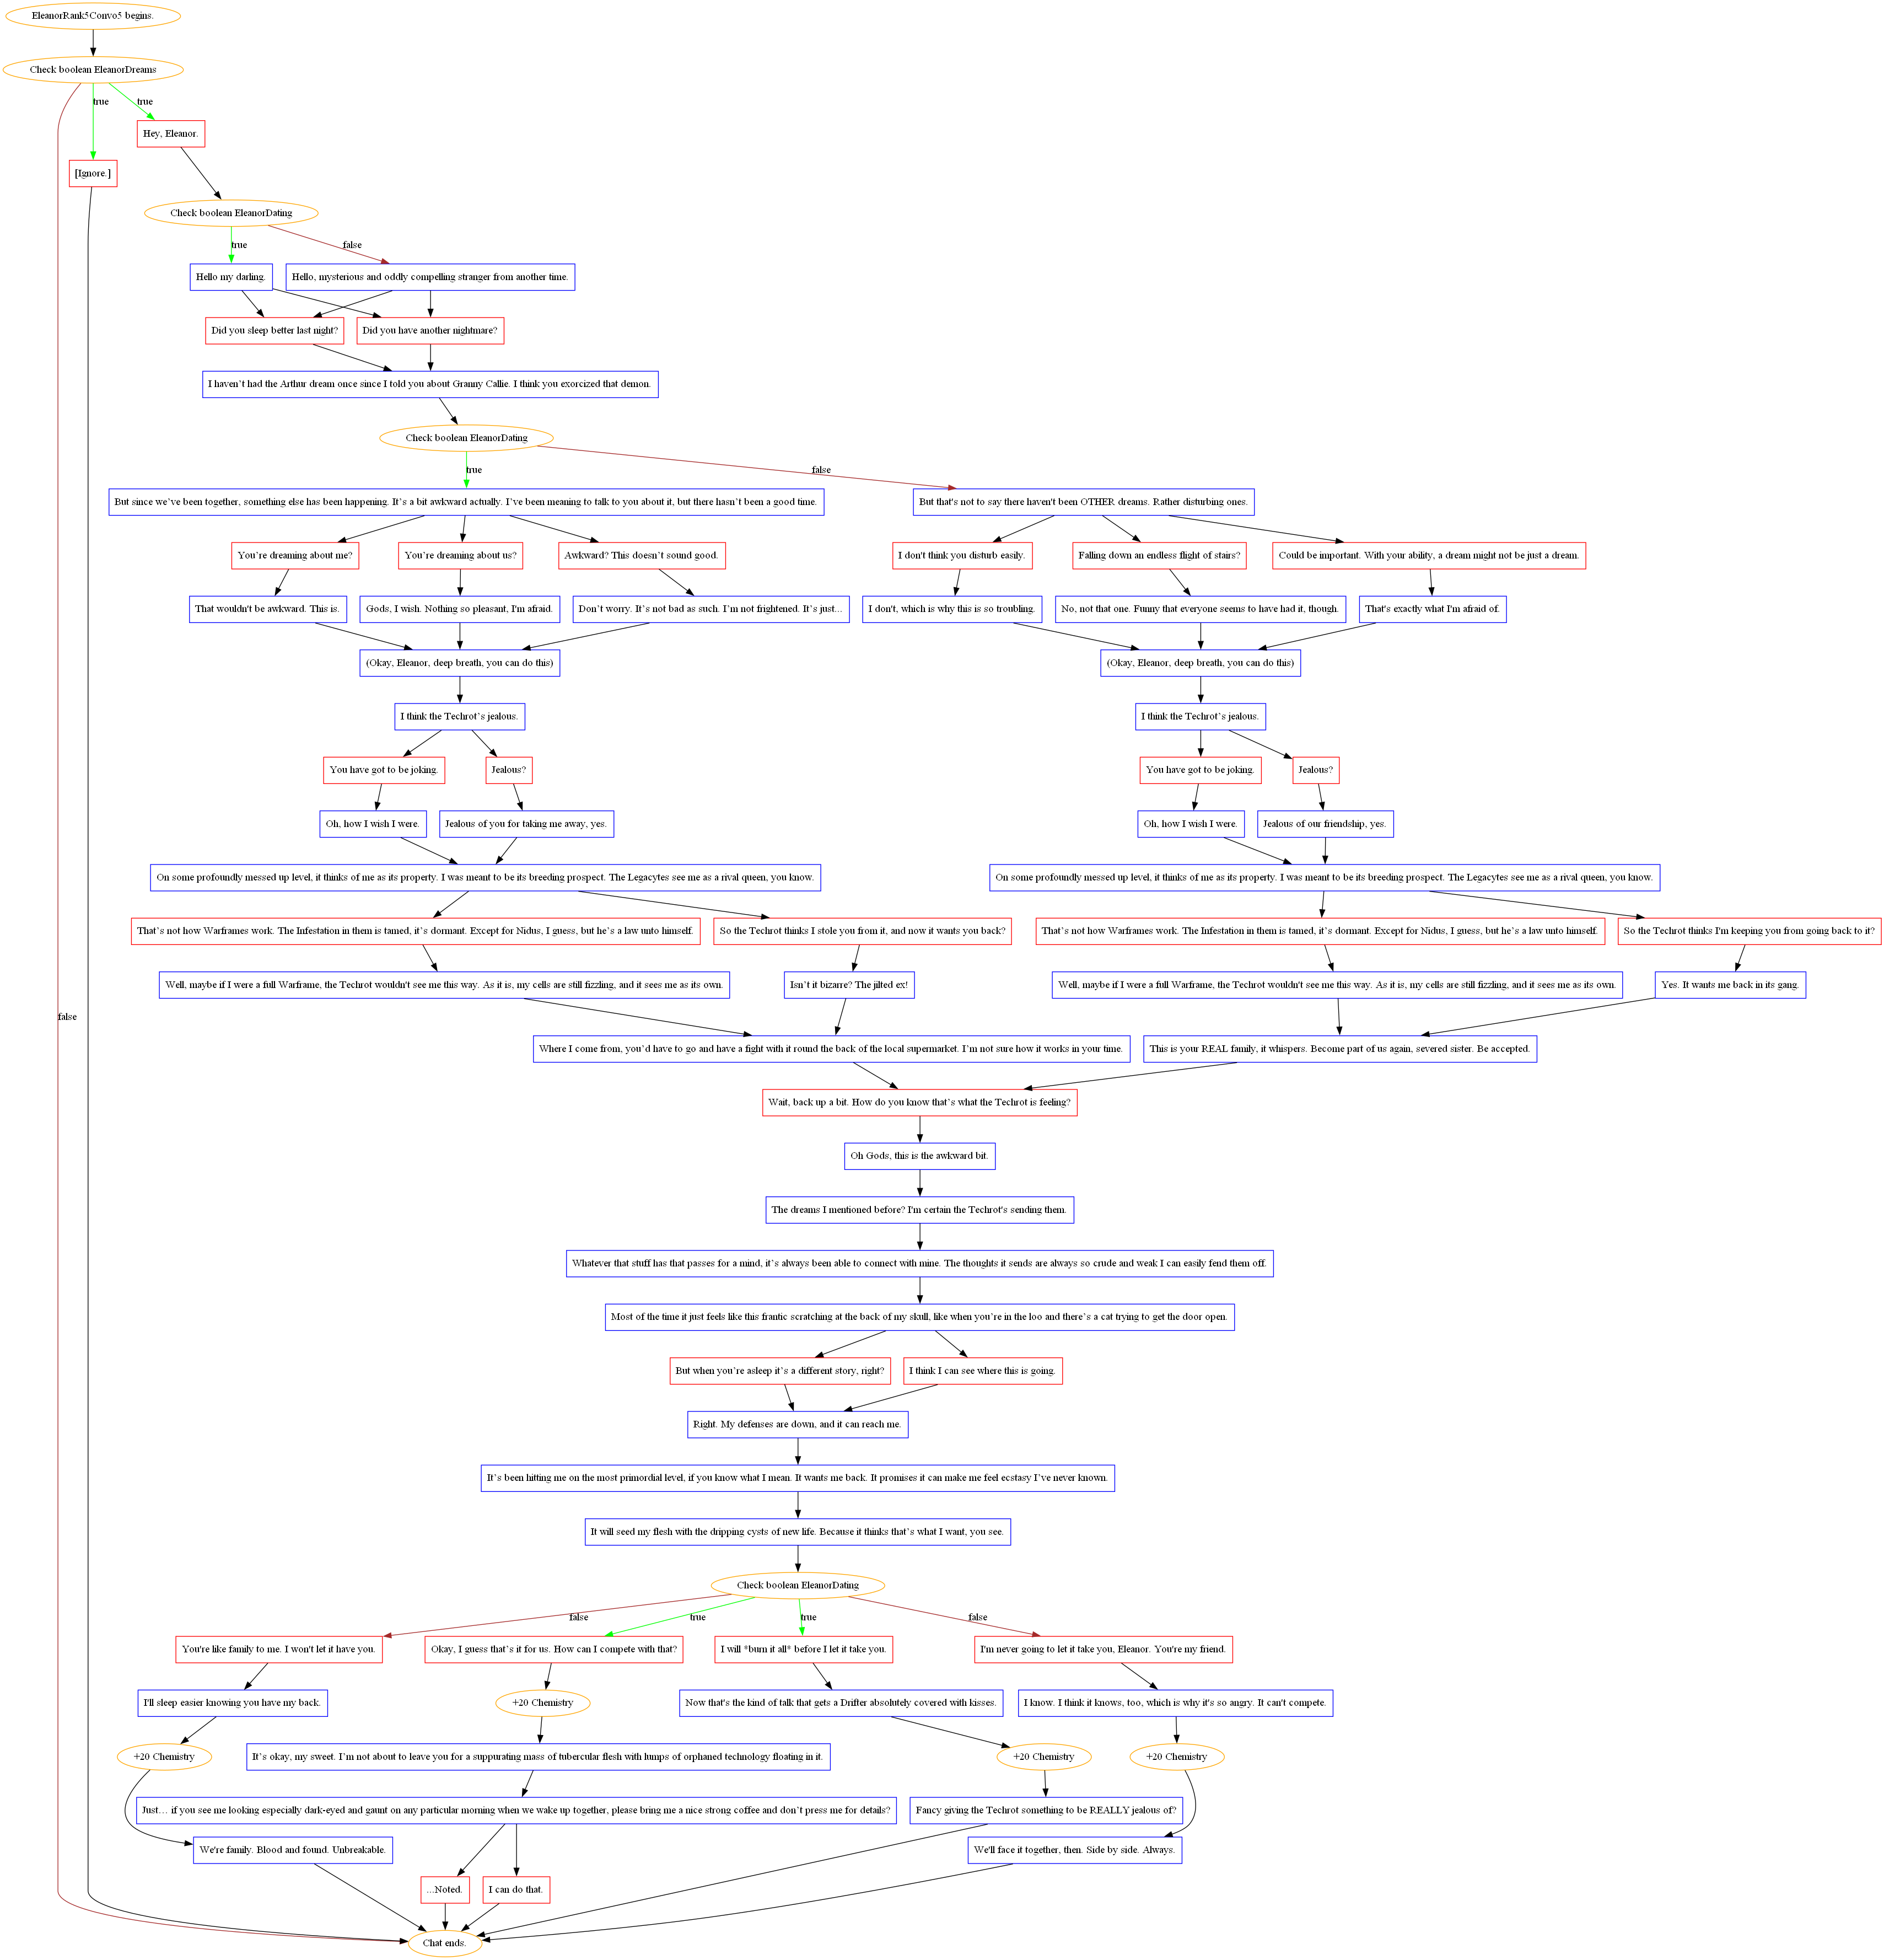 EleanorRank5Convo5 begins.
Check boolean EleanorDreams
true
true
Hey, Eleanor.
[Ignore.]
Check boolean EleanorDating
true
false
Hello my darling.
Hello, mysterious and oddly compelling stranger from another time.
Did you sleep better last night?
Did you have another nightmare?
I haven’t had the Arthur dream once since I told you about Granny Callie. I think you exorcized that demon.
Check boolean EleanorDating
true
false
But since we’ve been together, something else has been happening. It’s a bit awkward actually. I’ve been meaning to talk to you about it, but there hasn’t been a good time.
But that's not to say there haven't been OTHER dreams. Rather disturbing ones.
You’re dreaming about me?
You’re dreaming about us?
Awkward? This doesn’t sound good.
I don't think you disturb easily.
Falling down an endless flight of stairs?
Could be important. With your ability, a dream might not be just a dream.
That wouldn't be awkward. This is.
Gods, I wish. Nothing so pleasant, I'm afraid.
Don’t worry. It’s not bad as such. I’m not frightened. It’s just...
I don't, which is why this is so troubling.
No, not that one. Funny that everyone seems to have had it, though.
That's exactly what I'm afraid of.
(Okay, Eleanor, deep breath, you can do this)
(Okay, Eleanor, deep breath, you can do this)
I think the Techrot’s jealous.
I think the Techrot’s jealous.
You have got to be joking.
Jealous?
You have got to be joking.
Jealous?
Oh, how I wish I were.
Jealous of you for taking me away, yes.
Oh, how I wish I were.
Jealous of our friendship, yes.
On some profoundly messed up level, it thinks of me as its property. I was meant to be its breeding prospect. The Legacytes see me as a rival queen, you know.
On some profoundly messed up level, it thinks of me as its property. I was meant to be its breeding prospect. The Legacytes see me as a rival queen, you know.
That’s not how Warframes work. The Infestation in them is tamed, it’s dormant. Except for Nidus, I guess, but he’s a law unto himself.
So the Techrot thinks I stole you from it, and now it wants you back?
That’s not how Warframes work. The Infestation in them is tamed, it’s dormant. Except for Nidus, I guess, but he’s a law unto himself.
So the Techrot thinks I'm keeping you from going back to it?
Well, maybe if I were a full Warframe, the Techrot wouldn't see me this way. As it is, my cells are still fizzling, and it sees me as its own.
Isn’t it bizarre? The jilted ex!
Well, maybe if I were a full Warframe, the Techrot wouldn't see me this way. As it is, my cells are still fizzling, and it sees me as its own.
Yes. It wants me back in its gang.
false
Where I come from, you’d have to go and have a fight with it round the back of the local supermarket. I’m not sure how it works in your time.
This is your REAL family, it whispers. Become part of us again, severed sister. Be accepted.
Wait, back up a bit. How do you know that’s what the Techrot is feeling?
Oh Gods, this is the awkward bit.
The dreams I mentioned before? I'm certain the Techrot's sending them.
Whatever that stuff has that passes for a mind, it’s always been able to connect with mine. The thoughts it sends are always so crude and weak I can easily fend them off.
Most of the time it just feels like this frantic scratching at the back of my skull, like when you’re in the loo and there’s a cat trying to get the door open.
But when you’re asleep it’s a different story, right?
I think I can see where this is going.
Right. My defenses are down, and it can reach me.
It’s been hitting me on the most primordial level, if you know what I mean. It wants me back. It promises it can make me feel ecstasy I’ve never known.
It will seed my flesh with the dripping cysts of new life. Because it thinks that’s what I want, you see.
Check boolean EleanorDating
false
true
true
false
You're like family to me. I won't let it have you.
Okay, I guess that’s it for us. How can I compete with that?
I will *burn it all* before I let it take you.
I'm never going to let it take you, Eleanor. You're my friend.
I'll sleep easier knowing you have my back.
+20 Chemistry
Now that's the kind of talk that gets a Drifter absolutely covered with kisses.
I know. I think it knows, too, which is why it's so angry. It can't compete.
+20 Chemistry
It’s okay, my sweet. I’m not about to leave you for a suppurating mass of tubercular flesh with lumps of orphaned technology floating in it.
+20 Chemistry
+20 Chemistry
Just… if you see me looking especially dark-eyed and gaunt on any particular morning when we wake up together, please bring me a nice strong coffee and don’t press me for details?
Fancy giving the Techrot something to be REALLY jealous of?
We're family. Blood and found. Unbreakable.
We'll face it together, then. Side by side. Always.
...Noted.
I can do that.
Chat ends.